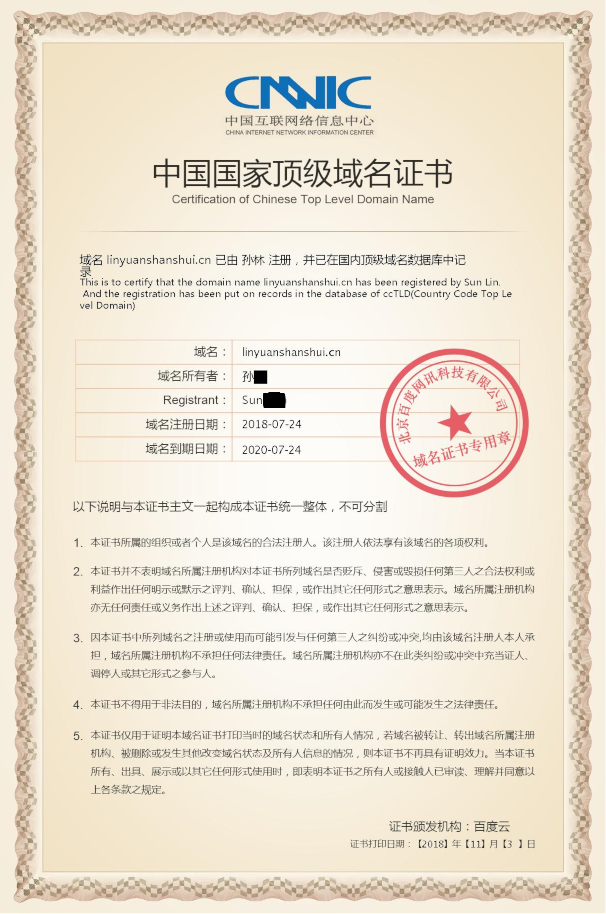 CNNIC
中国互联网络信息中心
CHINA INTERNET NETWORK INFORMATION CENTER
中国国家顶级域名证书
Certification of Chinese Top Level Domain Name
域名 linyuanshanshui.cn 已由 孙林 注册，并已在国内顶级域名数据库中记
录
This is to certify that the domain name linyuanshanshui.cn has been registered by Sun Lin.
And the registration has been put on records in the database of ccTLD(Country Code Top Le
vel Domain)
域名： linyuanshanshui.cn
域名所有者： 孙
Registrant： Sun
域名注册日期： 2018-07-24
域名到期日期： 2020-07-24
北京百度网讯科技有限公司
域名证书专用章
以下说明与本证书主文一起构成本证书统一整体，不可分割
1. 本证书所属的组织或者个人是该域名的合法注册人。该注册人依法享有该域名的各项权利。
2. 本证书并不表明域名所属注册机构对本证书所列域名是否贬斥、侵害或毁损任何第三人之合法权利或
利益作出任何明示或默示之评判、确认、担保，或作出其它任何形式之意思表示。域名所属注册机构
亦无任何责任或义务作出上述之评判、确认、担保，或作出其它任何形式之意思表示。
3. 因本证书中所列域名之注册或使用而可能引发与任何第三人之纠纷或冲突,均由该域名注册人本人承
担，域名所属注册机构不承担任何法律责任。域名所属注册机构亦不在此类纠纷或冲突中充当证人、
调停人或其它形式之参与人。
4. 本证书不得用于非法目的，域名所属注册机构不承担任何由此而发生或可能发生之法律责任。
5. 本证书仅用于证明本域名证书打印当时的域名状态和所有人情况，若域名被转让、转出域名所属注册
机构、被删除或发生其他改变域名状态及所有人信息的情况，则本证书不再具有证明效力。当本证书
所有、出具、展示或以其它任何形式使用时，即表明本证书之所有人或接触人已审读、理解并同意以
上各条款之规定。
证书颁发机构：百度云
证书打印日期：【2018】年【11】月【3 】日